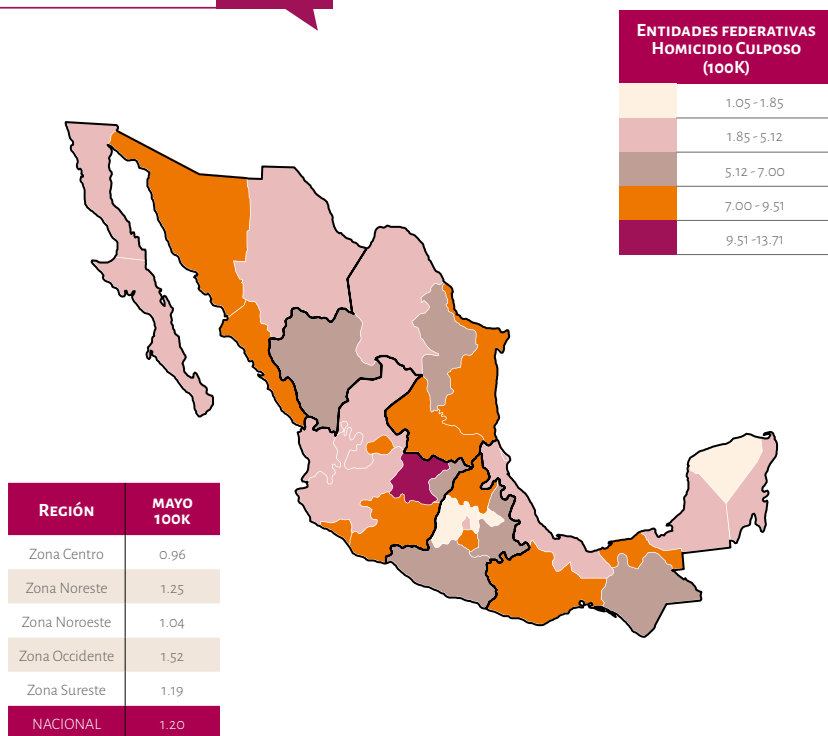 Entidades federativas
Homicidio Culposo
(100K)
1.05 - 1.85
1.85 - 5.12
5.12 - 7.00
7.00 - 9.51
9.51 -13.71
Región MAYO
100K
Zona Centro 0.96
Zona Noreste 1.25
Zona Noroeste 1.04
Zona Occidente 1.52
Zona Sureste 1.19
NACIONAL 1.20